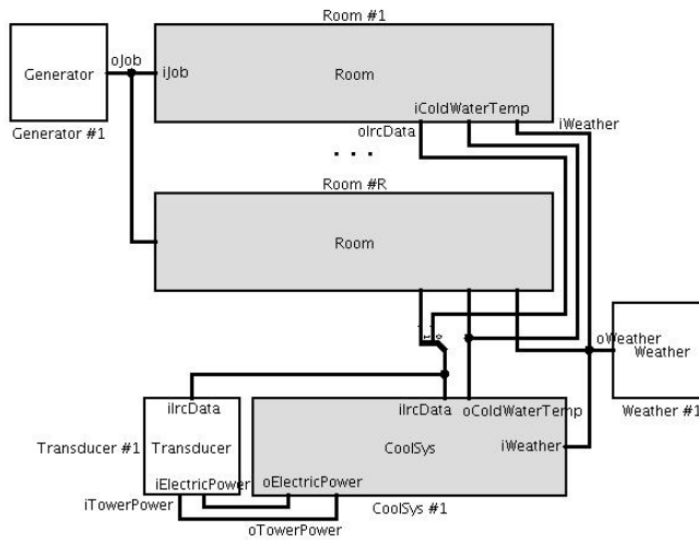 Room #1
oJob
Generator
iJob
Room
iColdWaterTemp
Generator #1
oIrcData
iWeather
. . .
Room #R
Room
oWeather
Weather
iIrcData
iIrcData
oColdWaterTemp
Weather #1
Transducer #1
Transducer
CoolSys
iWeather
iElectricPower
oElectricPower
iTowerPower
CoolSys #1
oTowerPower